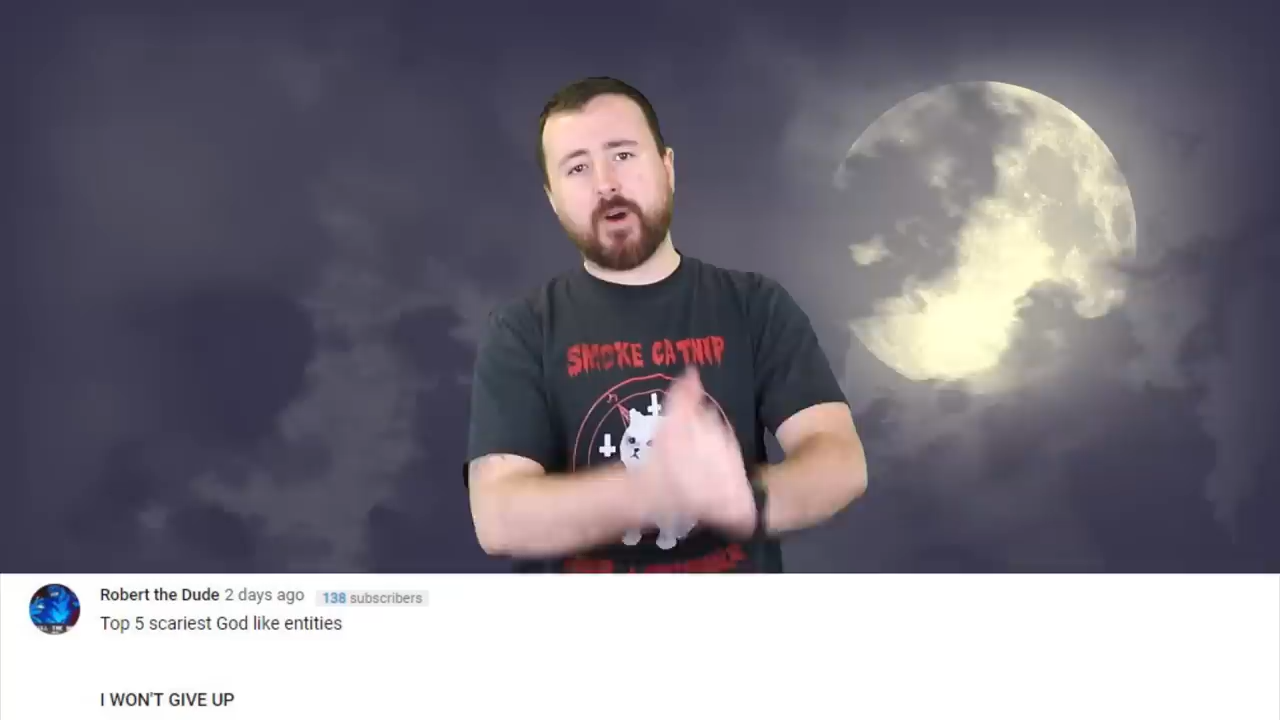 SMOKE CATNIP
Robert the Dude 2 days ago 138 subscribers
Top 5 scariest God like entities
I WON'T GIVE UP